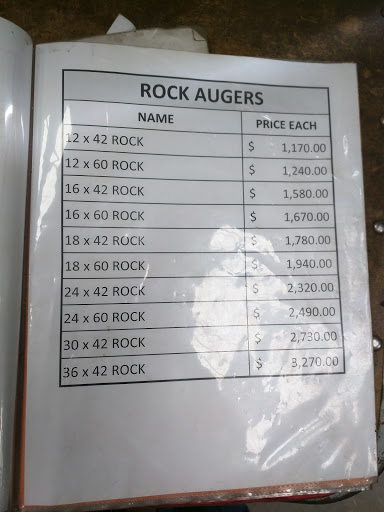 ROCK AUGERS
NAME PRICE EACH
12 x 42 ROCK $ 1,170.00
12 x 60 ROCK $ 1,240.00
16 x 42 ROCK $ 1,580.00
16 x 60 ROCK $ 1,670.00
18 x 42 ROCK $ 1,780.00
18 x 60 ROCK $ 1,940.00
24 x 42 ROCK $ 2,320.00
24 x 60 ROCK $ 2,490.00
30 x 42 ROCK $ 2,730.00
36 x 42 ROCK $ 3,270.00